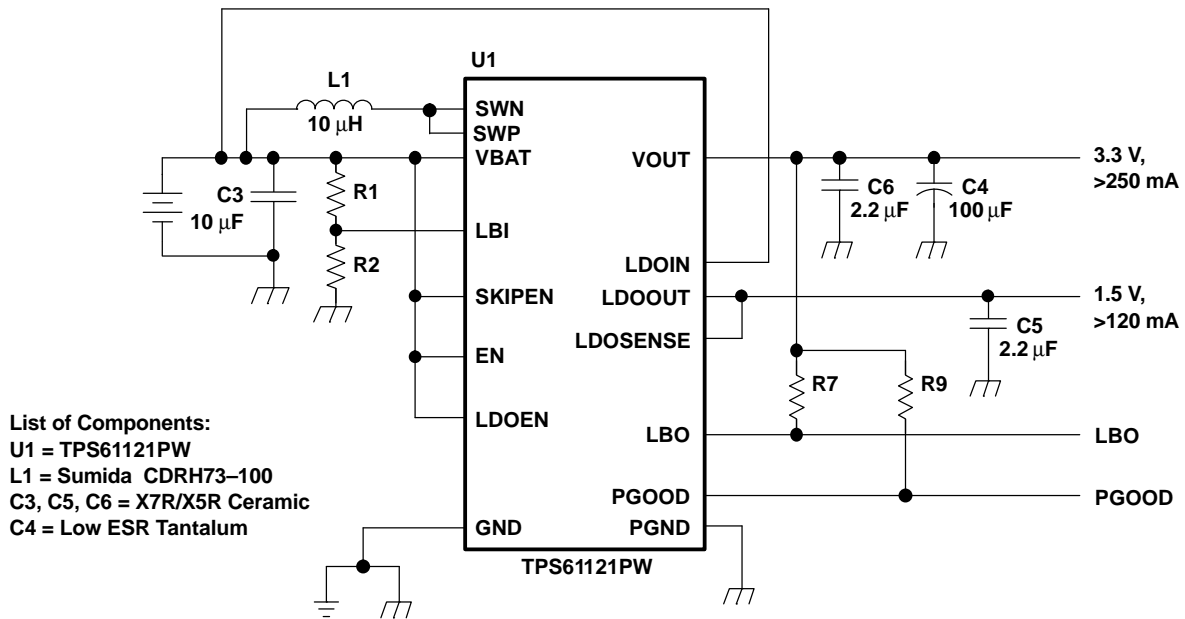 U1
L1
10 µH
SWN
SWP
VBAT
VOUT
3.3 V,
>250 mA
C3
10 µF
R1
C6
2.2 µF
C4
100 µF
LBI
R2
LDOIN
SKIPEN
LDOOUT
1.5 V,
>120 mA
LDOSENSE
C5
2.2 µF
EN
R7
R9
LDOEN
LBO
LBO
List of Components:
U1 = TPS61121PW
L1 = Sumida CDRH73–100
C3, C5, C6 = X7R/X5R Ceramic
C4 = Low ESR Tantalum
PGOOD
PGOOD
GND
PGND
TPS61121PW